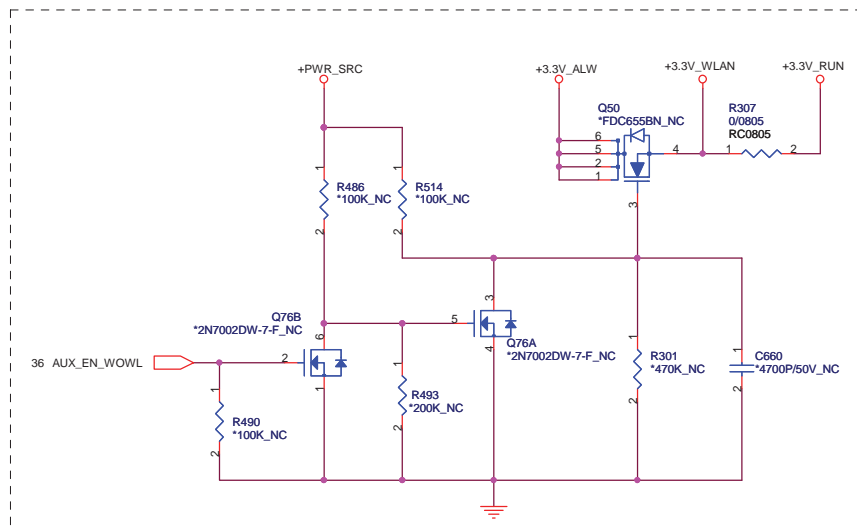 +PWR_SRC
+3.3V_ALW
+3.3V_WLAN
+3.3V_RUN
Q50
*FDC655BN_NC
6
5
2
1
4
3
R307
0/0805
RC0805
1
2
1
R486
*100K_NC
2
1
R514
*100K_NC
2
Q76B
*2N7002DW-7-F_NC
6
2
1
5
3
4
Q76A
*2N7002DW-7-F_NC
36 AUX_EN_WOWL
1
R490
*100K_NC
2
1
R493
*200K_NC
2
1
R301
*470K_NC
2
1
C660
*4700P/50V_NC
2